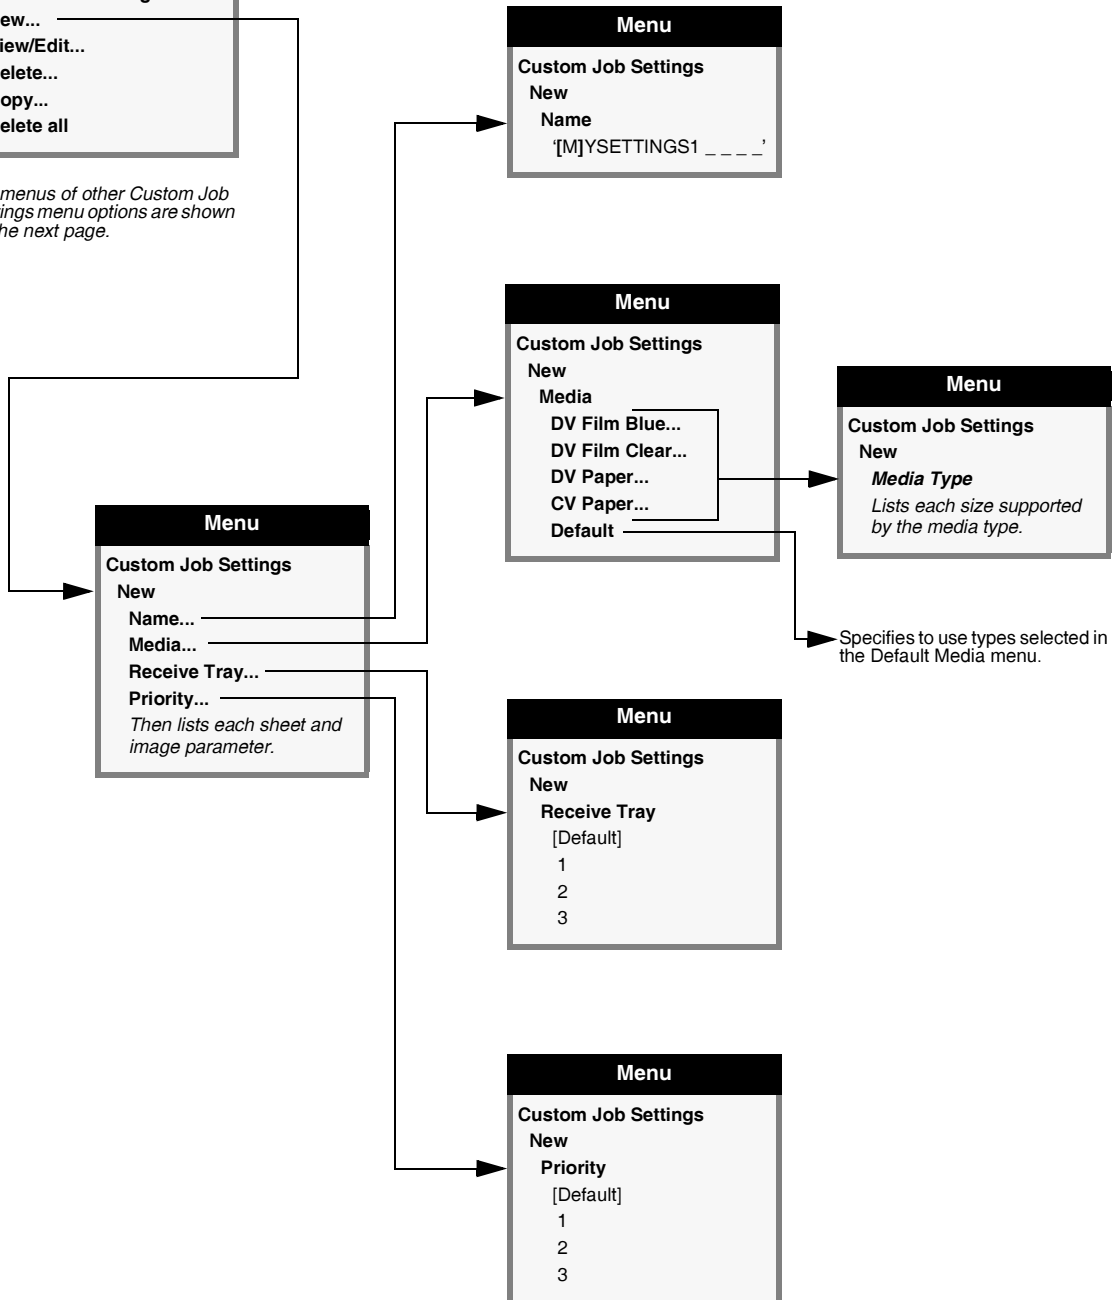 ew...
iew/Edit...
elete...
opy...
elete all
menus of other Custom Job
ings menu options are shown
he next page.
Menu
Custom Job Settings
New
Name
‘[M]YSETTINGS1 _ _ _ _’
Menu
Custom Job Settings
New
Media
DV Film Blue...
DV Film Clear...
DV Paper...
CV Paper...
Default
Menu
Custom Job Settings
New
Media Type
Lists each size supported
by the media type.
Specifies to use types selected in
the Default Media menu.
Menu
Custom Job Settings
New
Name...
Media...
Receive Tray...
Priority...
Then lists each sheet and
image parameter.
Menu
Custom Job Settings
New
Receive Tray
[Default]
1
2
3
Menu
Custom Job Settings
New
Priority
[Default]
1
2
3